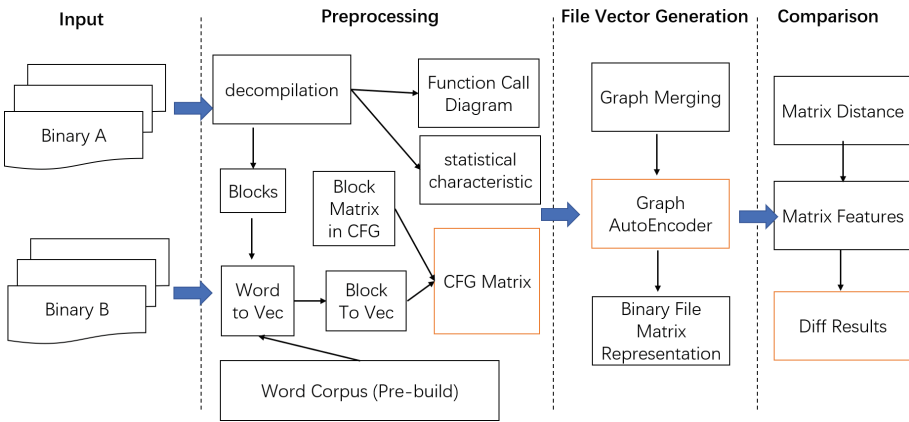 Input
Preprocessing
File Vector Generation
Comparison
Binary A
Binary B
decompilation
Function Call
Diagram
statistical
characteristic
Blocks
Block
Matrix
in CFG
Word
to Vec
Block
To Vec
CFG Matrix
Word Corpus (Pre-build)
Graph Merging
Graph
AutoEncoder
Binary File
Matrix
Representation
Matrix Distance
Matrix Features
Diff Results